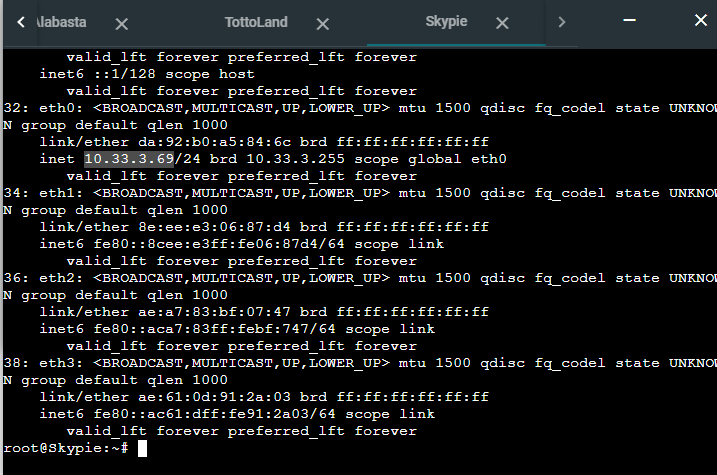 Alabasta TottoLand Skypie
valid_lft forever preferred_lft forever
inet6 ::1/128 scope host
valid_lft forever preferred_lft forever
32: eth0: <BROADCAST,MULTICAST,UP,LOWER_UP> mtu 1500 qdisc fq_codel state UNKNOW
N group default qlen 1000
link/ether da:92:b0:a5:84:6c brd ff:ff:ff:ff:ff:ff
inet 10.33.3.69/24 brd 10.33.3.255 scope global eth0
valid_lft forever preferred_lft forever
34: eth1: <BROADCAST,MULTICAST,UP,LOWER_UP> mtu 1500 qdisc fq_codel state UNKNOW
N group default qlen 1000
link/ether 8e:ee:e3:06:87:d4 brd ff:ff:ff:ff:ff:ff
inet6 fe80::8cee:e3ff:fe06:87d4/64 scope link
valid_lft forever preferred_lft forever
36: eth2: <BROADCAST,MULTICAST,UP,LOWER_UP> mtu 1500 qdisc fq_codel state UNKNOW
N group default qlen 1000
link/ether ae:a7:83:bf:07:47 brd ff:ff:ff:ff:ff:ff
inet6 fe80::aca7:83ff:febf:747/64 scope link
valid_lft forever preferred_lft forever
38: eth3: <BROADCAST,MULTICAST,UP,LOWER_UP> mtu 1500 qdisc fq_codel state UNKNOW
N group default qlen 1000
link/ether ae:61:0d:91:2a:03 brd ff:ff:ff:ff:ff:ff
inet6 fe80::ac61:dff:fe91:2a03/64 scope link
valid_lft forever preferred_lft forever
root@Skypie:~#